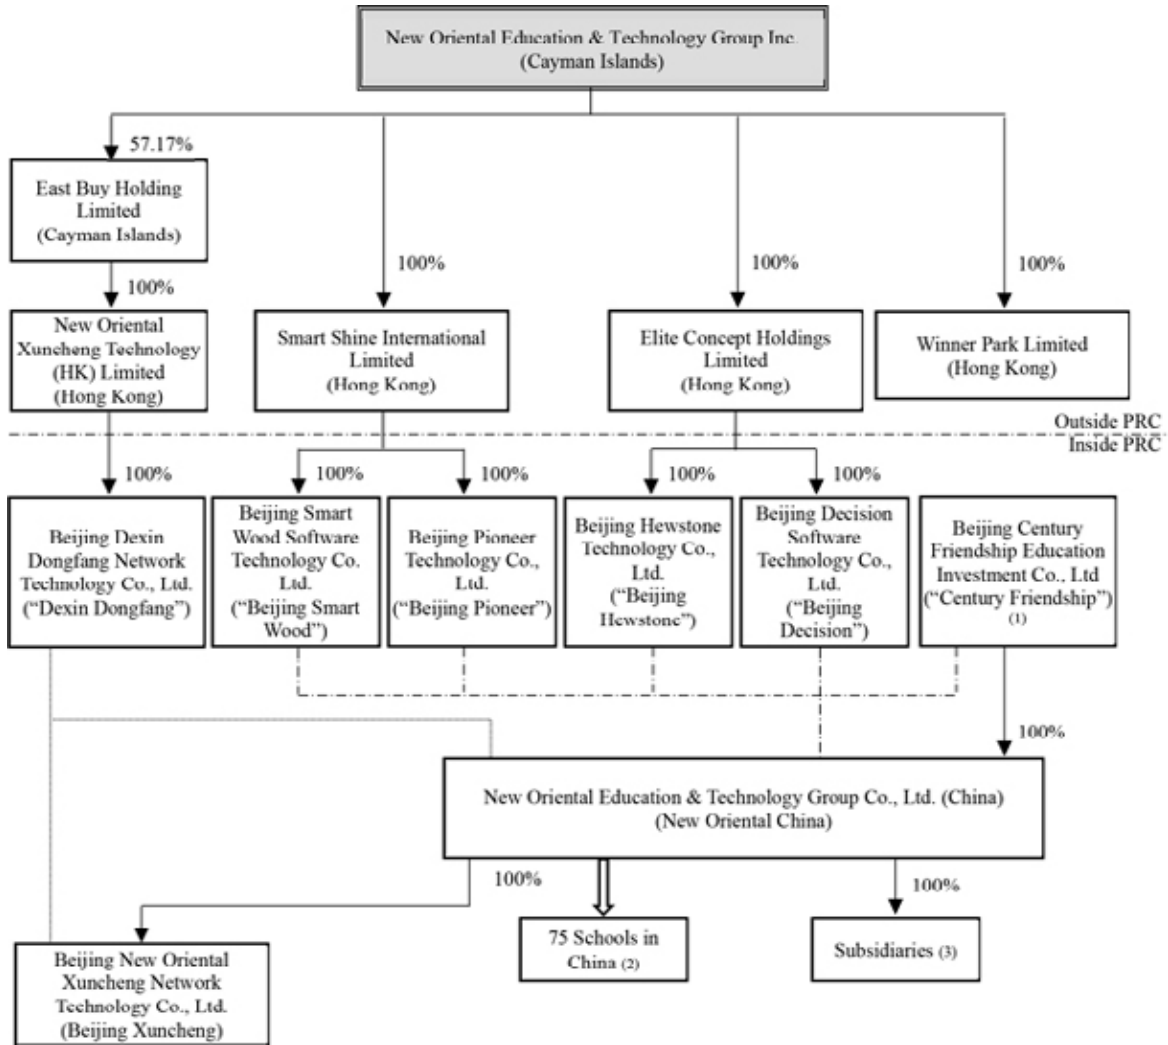 New Oriental Education & Technology Group Inc.
(Cayman Islands)
57.17%
East Buy Holding
Limited
(Cayman Islands)
100%
100%
100%
100%
New Oriental
Xuncheng Technology
(HK) Limited
(Hong Kong)
Smart Shine International
Limited
(Hong Kong)
Elite Concept Holdings
Limited
(Hong Kong)
Winner Park Limited
(Hong Kong)
Outside PRC
Inside PRC
100%
100%
100%
100%
100%
Beijing Dexin
Dongfang Network
Technology Co., Ltd.
(“Dexin Dongfang”)
Beijing Smart
Wood Software
Technology Co.
Ltd.
(“Beijing Smart
Wood”)
Beijing Pioneer
Technology Co.,
Ltd.
(“Beijing Pioneer”)
Beijing Hewstone
Technology Co.,
Ltd.
(“Beijing
Hewstone”)
Beijing Decision
Software
Technology Co.,
Ltd.
(“Beijing
Decision”)
Beijing Century
Friendship Education
Investment Co., Ltd
(“Century Friendship”)
(1)
100%
New Oriental Education & Technology Group Co., Ltd. (China)
(New Oriental China)
100%
100%
Beijing New Oriental
Xuncheng Network
Technology Co., Ltd.
(Beijing Xuncheng)
75 Schools in
China (2)
Subsidiaries (3)